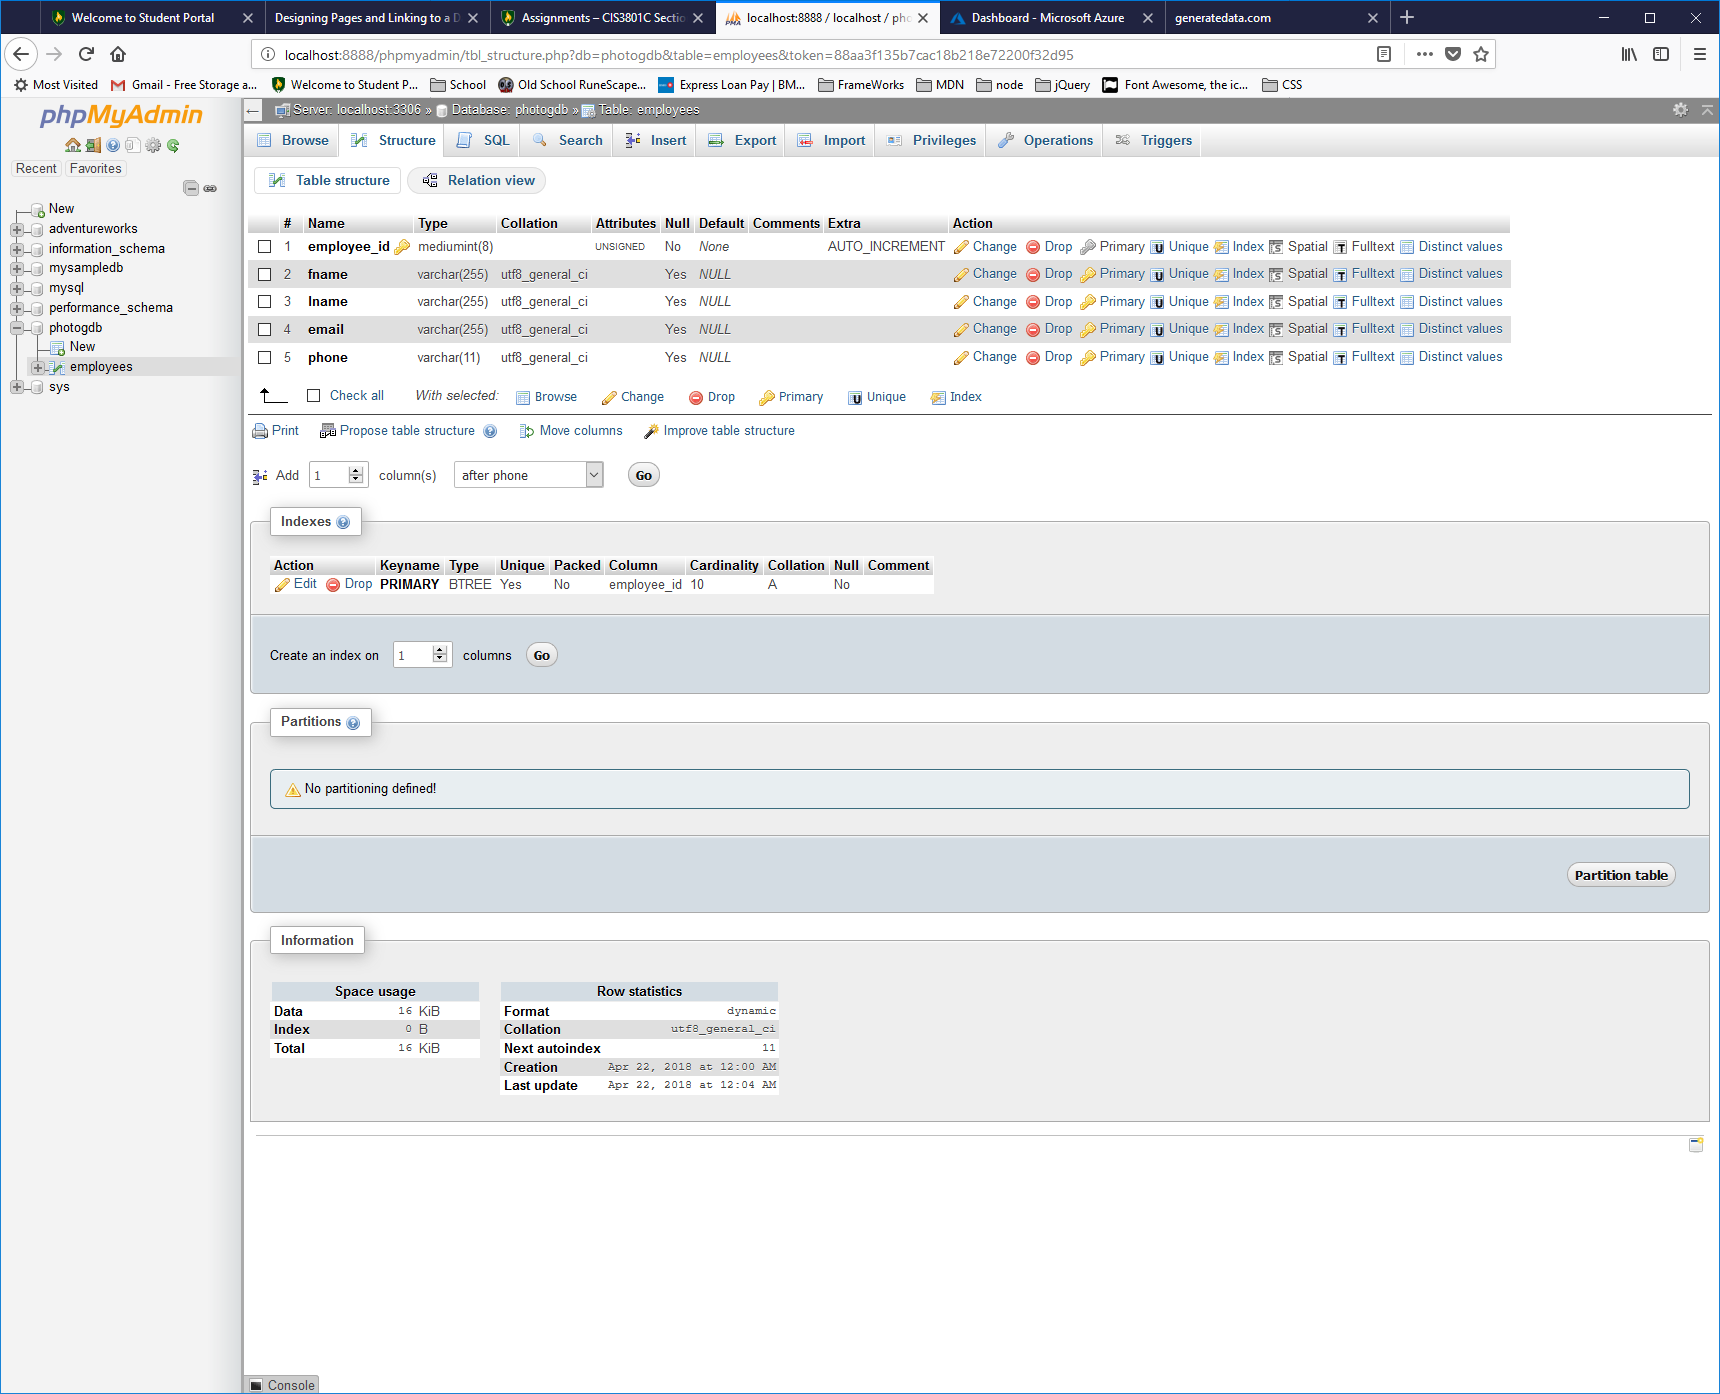 Welcome to Student Portal
Designing Pages and Linking to a D
Assignments – CIS3801C Sectio
localhost:8888 / localhost / pho
Dashboard - Microsoft Azure
generatedata.com
localhost:8888/phpmyadmin/tbl_structure.php?db=photogdb&table=employees&token=88aa3f135b7cac18b218e72200f32d95
Most Visited
Gmail - Free Storage a...
Welcome to Student P...
School
Old School RuneScape...
Express Loan Pay | BM...
FrameWorks
MDN
node
jQuery
Font Awesome, the ic...
CSS
phpMyAdmin
Recent Favorites
New
adventureworks
information_schema
mysampledb
mysql
performance_schema
photogdb
New
employees
sys
Server: localhost:3306 » Database: photogdb » Table: employees
Browse Structure SQL Search Insert Export Import Privileges Operations Triggers
Table structure Relation view
# Name Type Collation Attributes Null Default Comments Extra Action
1 employee_id mediumint(8) UNSIGNED No None AUTO_INCREMENT Change Drop Primary Unique Index Spatial Fulltext Distinct values
2 fname varchar(255) utf8_general_ci Yes NULL Change Drop Primary Unique Index Spatial Fulltext Distinct values
3 lname varchar(255) utf8_general_ci Yes NULL Change Drop Primary Unique Index Spatial Fulltext Distinct values
4 email varchar(255) utf8_general_ci Yes NULL Change Drop Primary Unique Index Spatial Fulltext Distinct values
5 phone varchar(11) utf8_general_ci Yes NULL Change Drop Primary Unique Index Spatial Fulltext Distinct values
Check all With selected: Browse Change Drop Primary Unique Index
Print Propose table structure Move columns Improve table structure
Add 1 column(s) after phone Go
Indexes
Action Keyname Type Unique Packed Column Cardinality Collation Null Comment
Edit Drop PRIMARY BTREE Yes No employee_id 10 A No
Create an index on 1 columns Go
Partitions
No partitioning defined!
Partition table
Information
Space usage
Data 16 KiB
Index 0 B
Total 16 KiB
Row statistics
Format dynamic
Collation utf8_general_ci
Next autoindex 11
Creation Apr 22, 2018 at 12:00 AM
Last update Apr 22, 2018 at 12:04 AM
Console